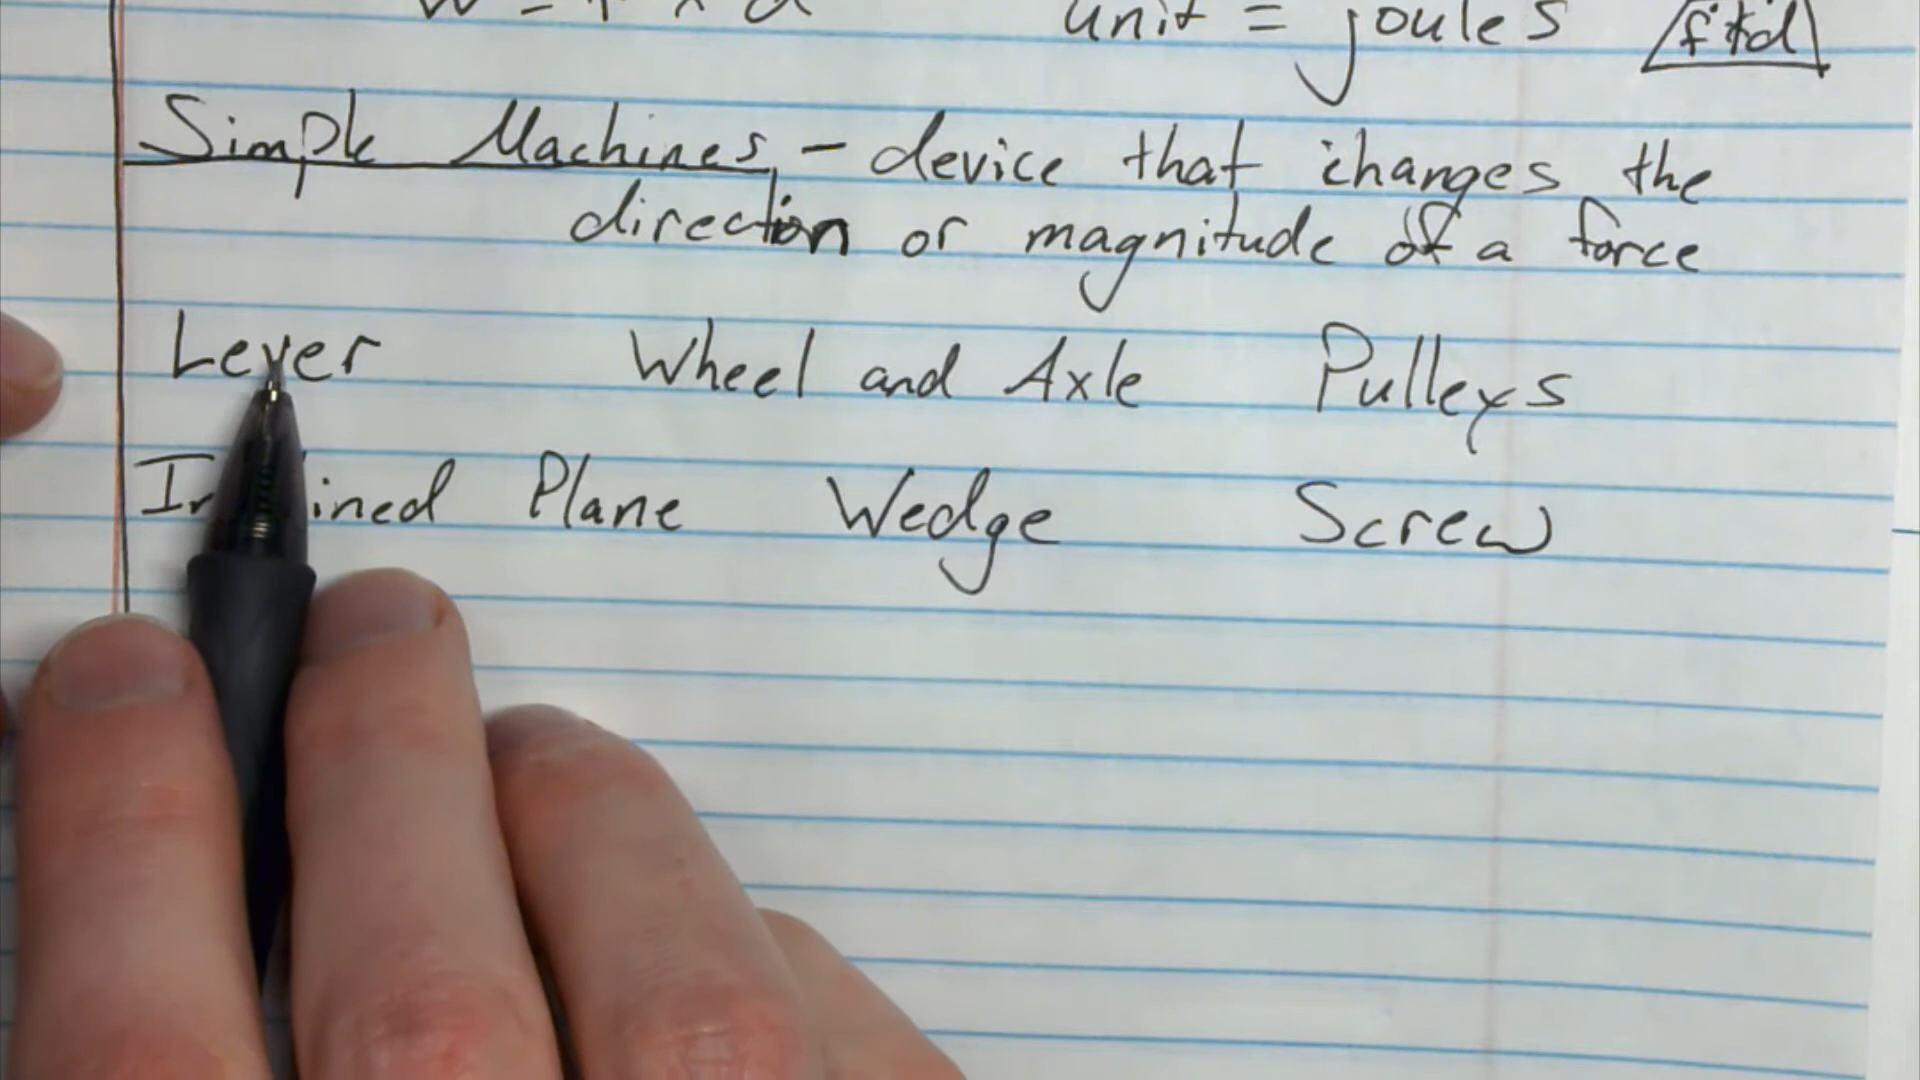 W = F x d unit = joules f*d
Simple Machines - device that changes the
direction or magnitude of a force
Lever Wheel and Axle Pulleys
Plane Wedge Screw